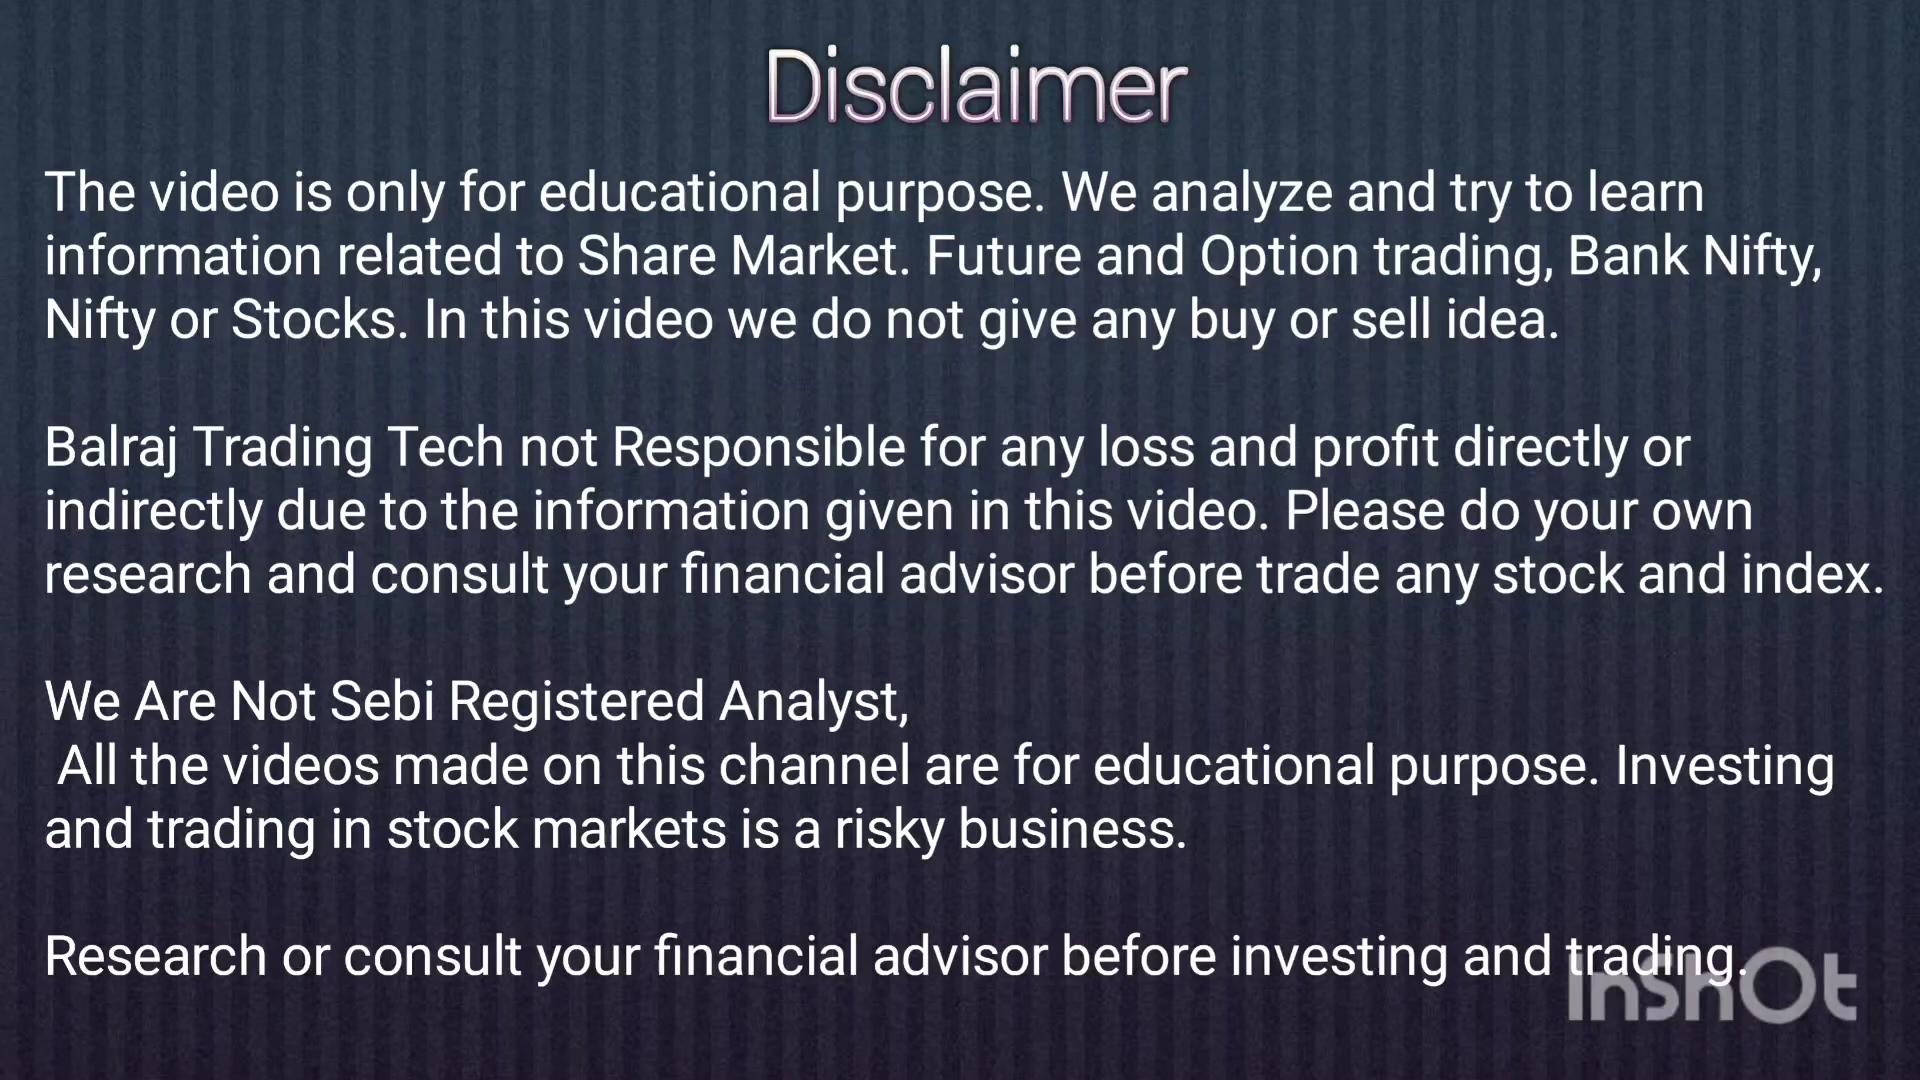 Disclaimer
The video is only for educational purpose. We analyze and try to learn
information related to Share Market. Future and Option trading, Bank Nifty,
Nifty or Stocks. In this video we do not give any buy or sell idea.
Balraj Trading Tech not Responsible for any loss and profit directly or
indirectly due to the information given in this video. Please do your own
research and consult your financial advisor before trade any stock and index.
We Are Not Sebi Registered Analyst,
All the videos made on this channel are for educational purpose. Investing
and trading in stock markets is a risky business.
Research or consult your financial advisor before investing and trading.
InShOt